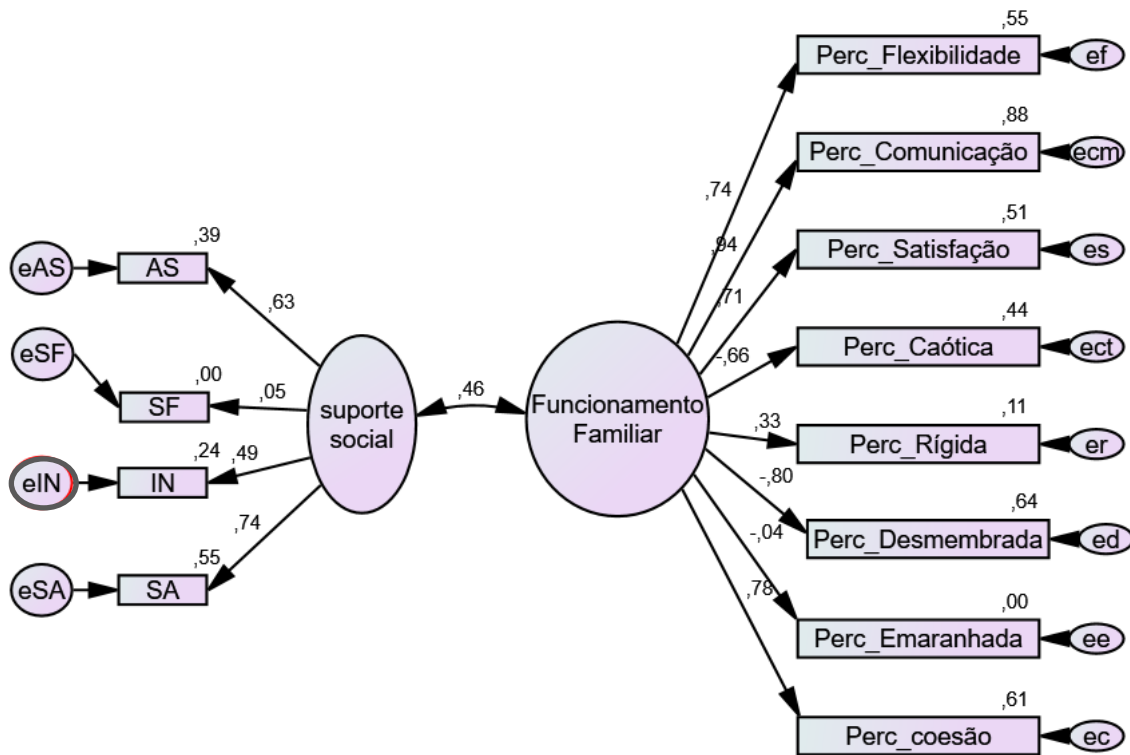 ,55
Perc_Flexibilidade
ef
,88
Perc_Comunicação
ecm
,74
,51
Perc_Satisfação
es
,94
,39
eAS
AS
,71
,44
Perc_Caótica
ect
,63
-,66
eSF
,00
SF
,05
suporte
social
,46
Funcionamento
Familiar
,33
,11
Perc_Rígida
er
eIN
,24
IN
,49
-,80
,64
Perc_Desmembrada
ed
,74
-,04
,55
eSA
SA
,78
,00
Perc_Emaranhada
ee
,61
Perc_coesão
ec